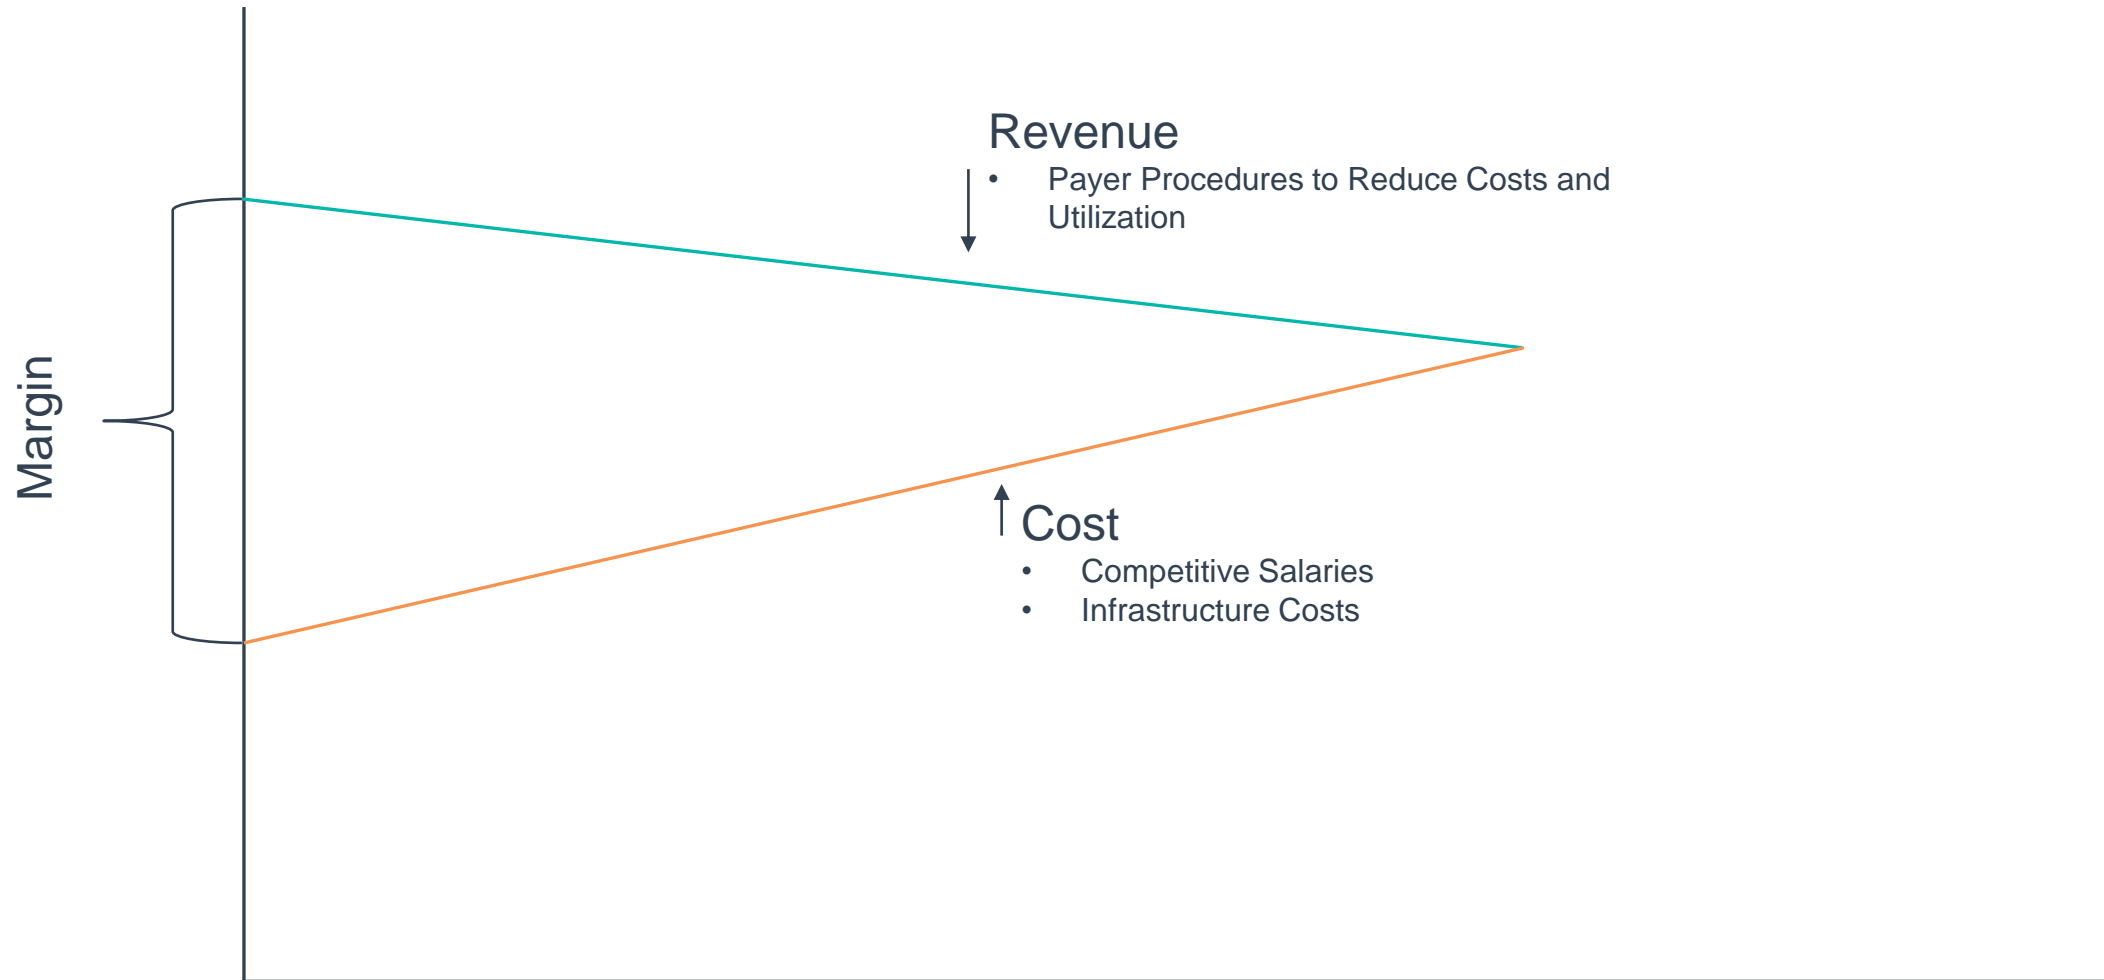 Revenue
• Payer Procedures to Reduce Costs and
Utilization
Margin
Cost
• Competitive Salaries
• Infrastructure Costs